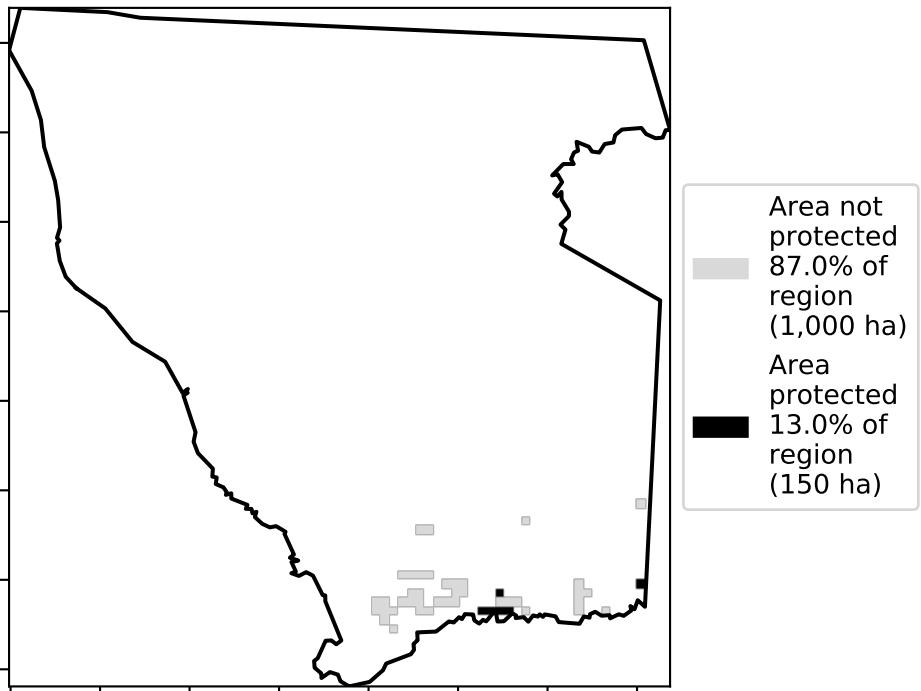 Area not
protected
87.0% of
region
(1,000 ha)
Area
protected
13.0% of
region
(150 ha)